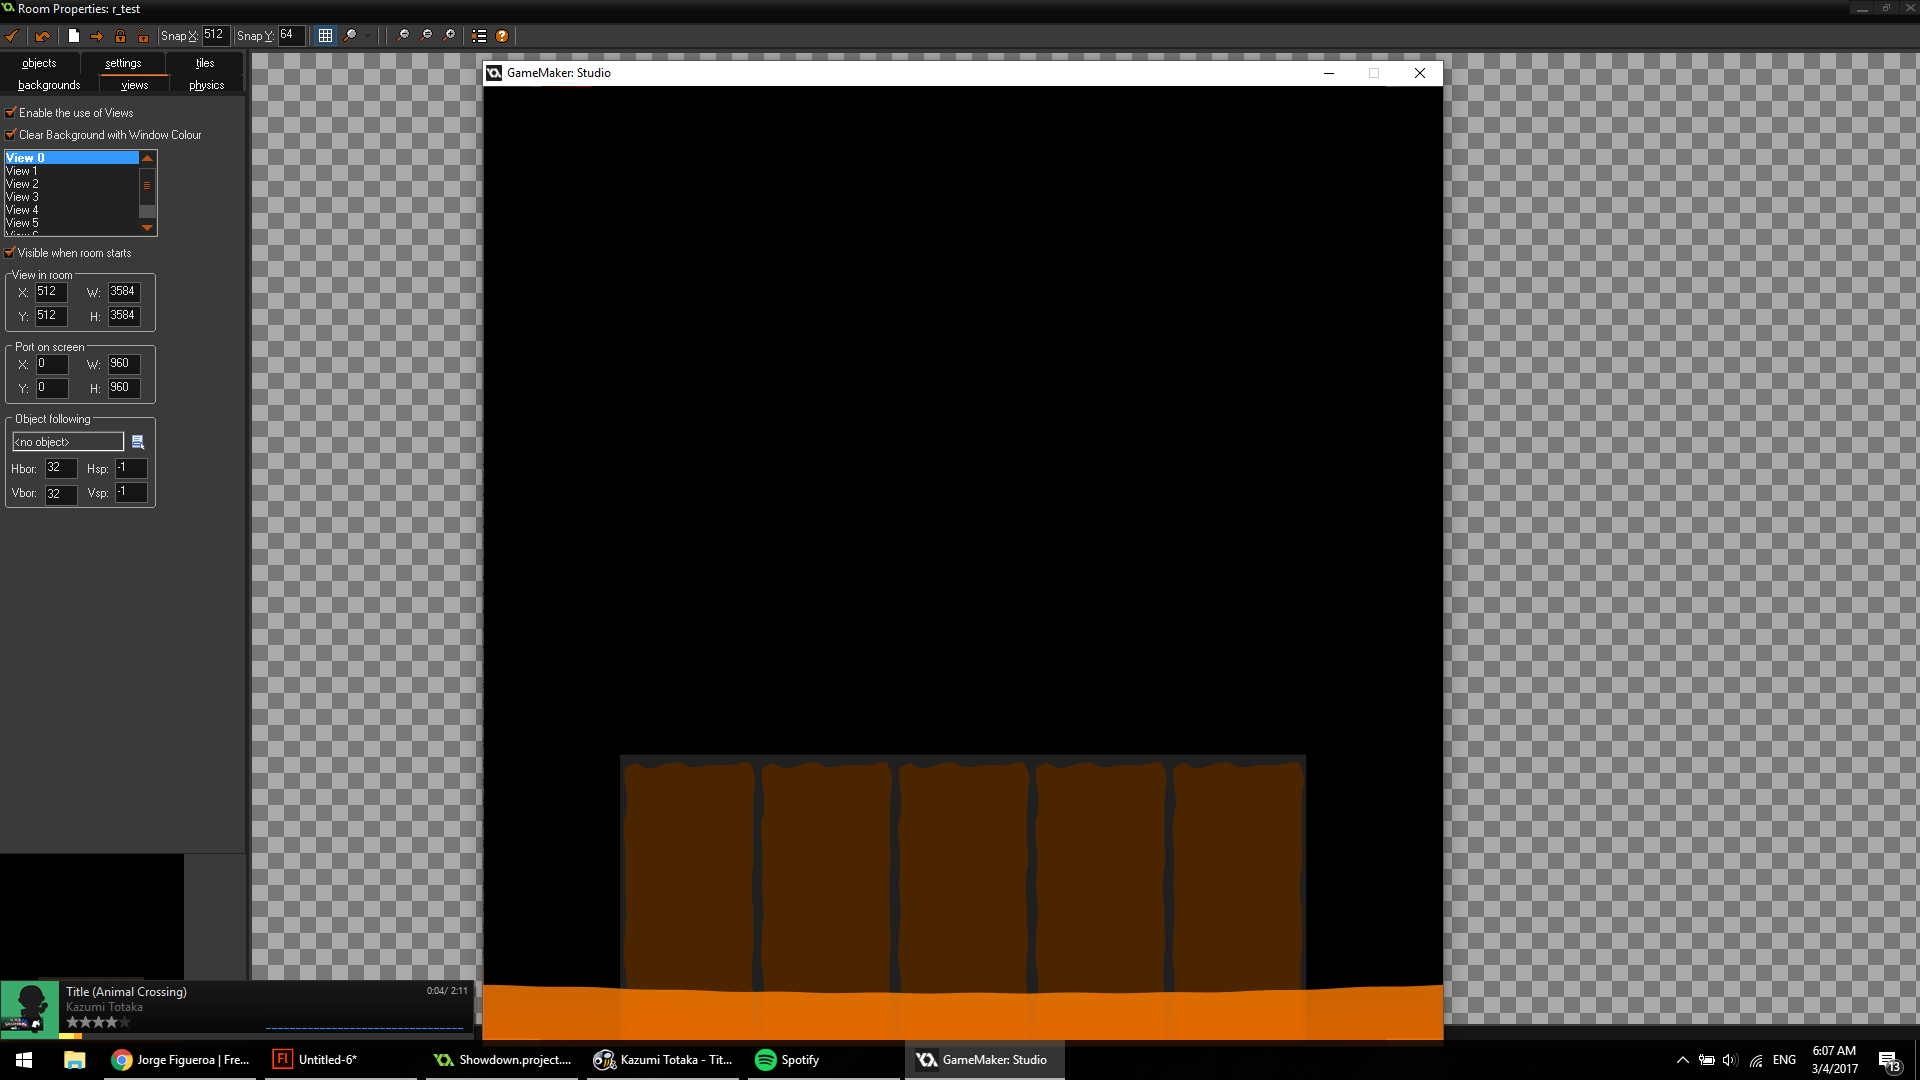 Room Properties: r_test
Snap X: 512 Snap Y: 64
objects settings tiles
backgrounds views physics
Enable the use of Views
Clear Background with Window Colour
View 0
View 1
View 2
View 3
View 4
View 5
Visible when room starts
View in room
X: 512 W: 3584
Y: 512 H: 3584
Port on screen
X: 0 W: 960
Y: 0 H: 960
Object following
<no object>
Hbor: 32 Hsp: -1
Vbor: 32 Vsp: -1
GameMaker: Studio
Title (Animal Crossing) 0:04/ 2:11
Kazumi Totaka
Jorge Figueroa | Fre... Untitled-6* Showdown.project.... Kazumi Totaka - Tit... Spotify GameMaker: Studio
ENG
6:07 AM
3/4/2017
13